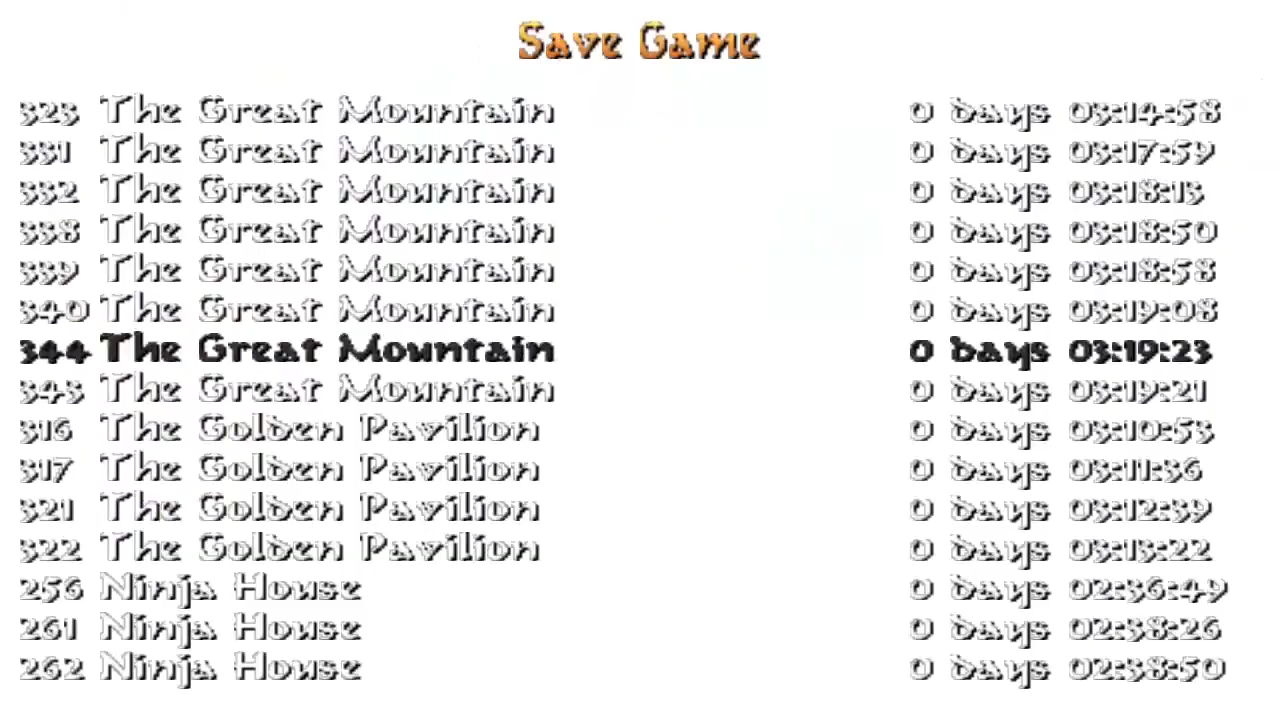 Save Game
323 The Great Mountain 0 days 03:14:58
331 The Great Mountain 0 days 03:17:59
332 The Great Mountain 0 days 03:18:13
338 The Great Mountain 0 days 03:18:50
339 The Great Mountain 0 days 03:18:58
340 The Great Mountain 0 days 03:19:08
344 The Great Mountain 0 days 03:19:23
343 The Great Mountain 0 days 03:19:21
316 The Golden Pavilion 0 days 03:10:53
317 The Golden Pavilion 0 days 03:11:36
321 The Golden Pavilion 0 days 03:12:39
322 The Golden Pavilion 0 days 03:13:22
256 Ninja House 0 days 02:36:49
261 Ninja House 0 days 02:38:26
262 Ninja House 0 days 02:38:50